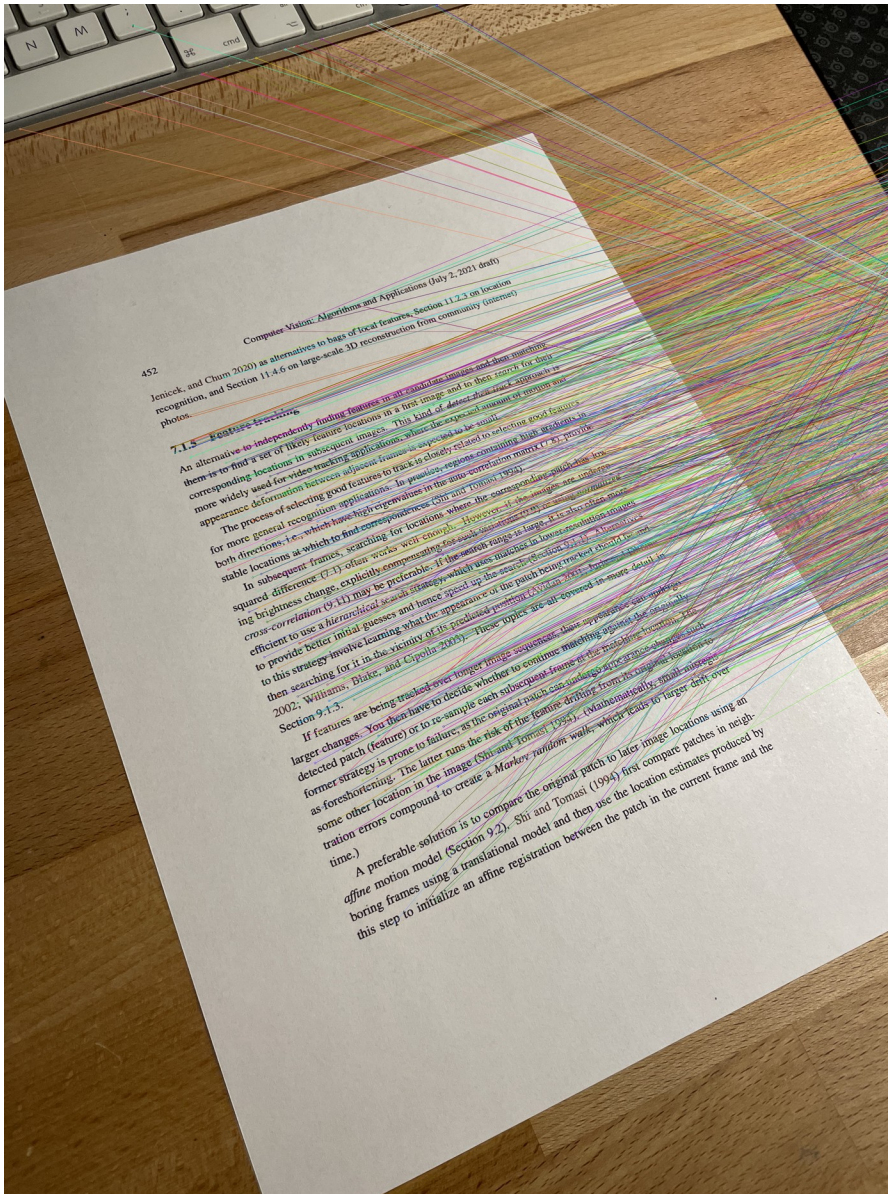 N
M
⌘
cmd
⌥
452
Computer Vision: Algorithms and Applications (July 2, 2021 draft)
Jenicek, and Chum 2020) as alternatives to bags of local features, Section 11.2.3 on location
recognition, and Section 11.4.6 on large-scale 3D reconstruction from community (internet)
photos.
7.1.5 Feature tracking
An alternative to independently finding features in all candidate images and then matching
them is to find a set of likely feature locations in a first image and to then search for their
corresponding locations in subsequent images. This kind of detect then track approach is
more widely used for video tracking applications, where the expected amount of motion and
appearance deformation between adjacent frames is expected to be small.
The process of selecting good features to track is closely related to selecting good features
for more general recognition applications. In practice, regions containing high gradients in
both directions, i.e., which have high eigenvalues in the auto-correlation matrix (7.8), provide
stable locations at which to find correspondences (Shi and Tomasi 1994).
In subsequent frames, searching for locations where the corresponding patch has low
squared difference (7.1) often works well enough. However, if the images are undergo-
ing brightness change, explicitly compensating for such variations or using normalized
cross-correlation (9.11) may be preferable. If the search range is large, it is also often more
efficient to use a hierarchical search strategy, which uses matches in lower-resolution images
to provide better initial guesses and hence speed up the search (Section 9.1.1). Alternatives
to this strategy involve learning what the appearance of the patch being tracked should be and
then searching for it in the vicinity of its predicted position (Avidan 2001; Jurie and Dhome
2002; Williams, Blake, and Cipolla 2003). These topics are all covered in more detail in
Section 9.1.3.
If features are being tracked over longer image sequences, their appearance can undergo
larger changes. You then have to decide whether to continue matching against the originally
detected patch (feature) or to re-sample each subsequent frame at the matching location. The
former strategy is prone to failure, as the original patch can undergo appearance changes such
as foreshortening. The latter runs the risk of the feature drifting from its original location to
some other location in the image (Shi and Tomasi 1994). (Mathematically, small misregis-
tration errors compound to create a Markov random walk, which leads to larger drift over
time.)
A preferable solution is to compare the original patch to later image locations using an
affine motion model (Section 9.2). Shi and Tomasi (1994) first compare patches in neigh-
boring frames using a translational model and then use the location estimates produced by
this step to initialize an affine registration between the patch in the current frame and the